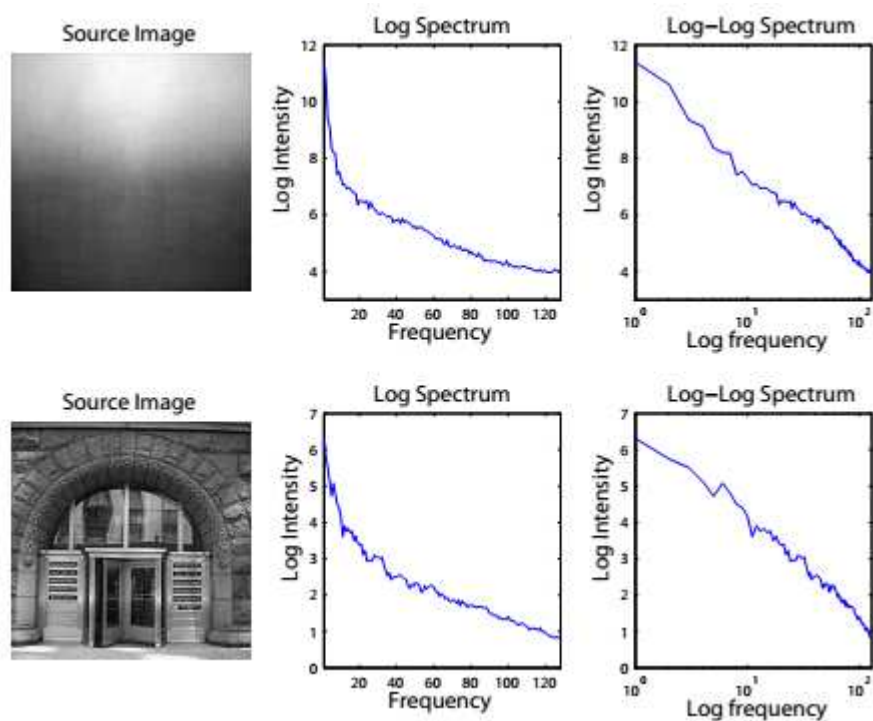 Source Image
Log Spectrum
Log−Log Spectrum
12
10
8
6
4
Log Intensity
20 40 60 80 100 120
Frequency
12
10
8
6
4
Log Intensity
10⁰ 10¹ 10²
Log frequency
Source Image
Log Spectrum
Log−Log Spectrum
7
6
5
4
3
2
1
0
Log Intensity
20 40 60 80 100 120
Frequency
7
6
5
4
3
2
1
0
Log Intensity
10⁰ 10¹ 10²
Log frequency